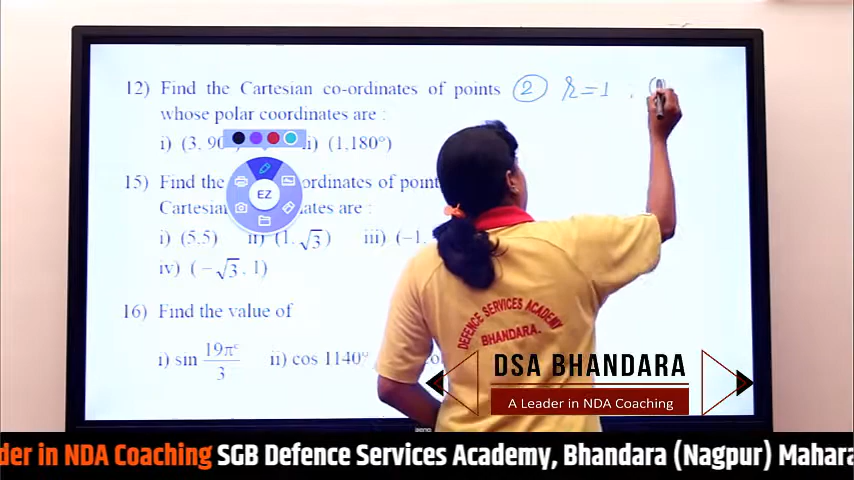 12) Find the Cartesian co-ordinates of points
whose polar coordinates are :
i) (3, 90 ii) (1,180°)
② r=1 ,
EZ
15) Find the ordinates of point
Cartesian ates are :
i) (5,5) ii) (1, √3) iii) (−1,
iv) (−√3, 1)
16) Find the value of
i) sin 19πᶜ/3 ii) cos 1140°
DEFENCE SERVICES ACADEMY
BHANDARA.
DSA BHANDARA
A Leader in NDA Coaching
der in NDA Coaching SGB Defence Services Academy, Bhandara (Nagpur) Mahara